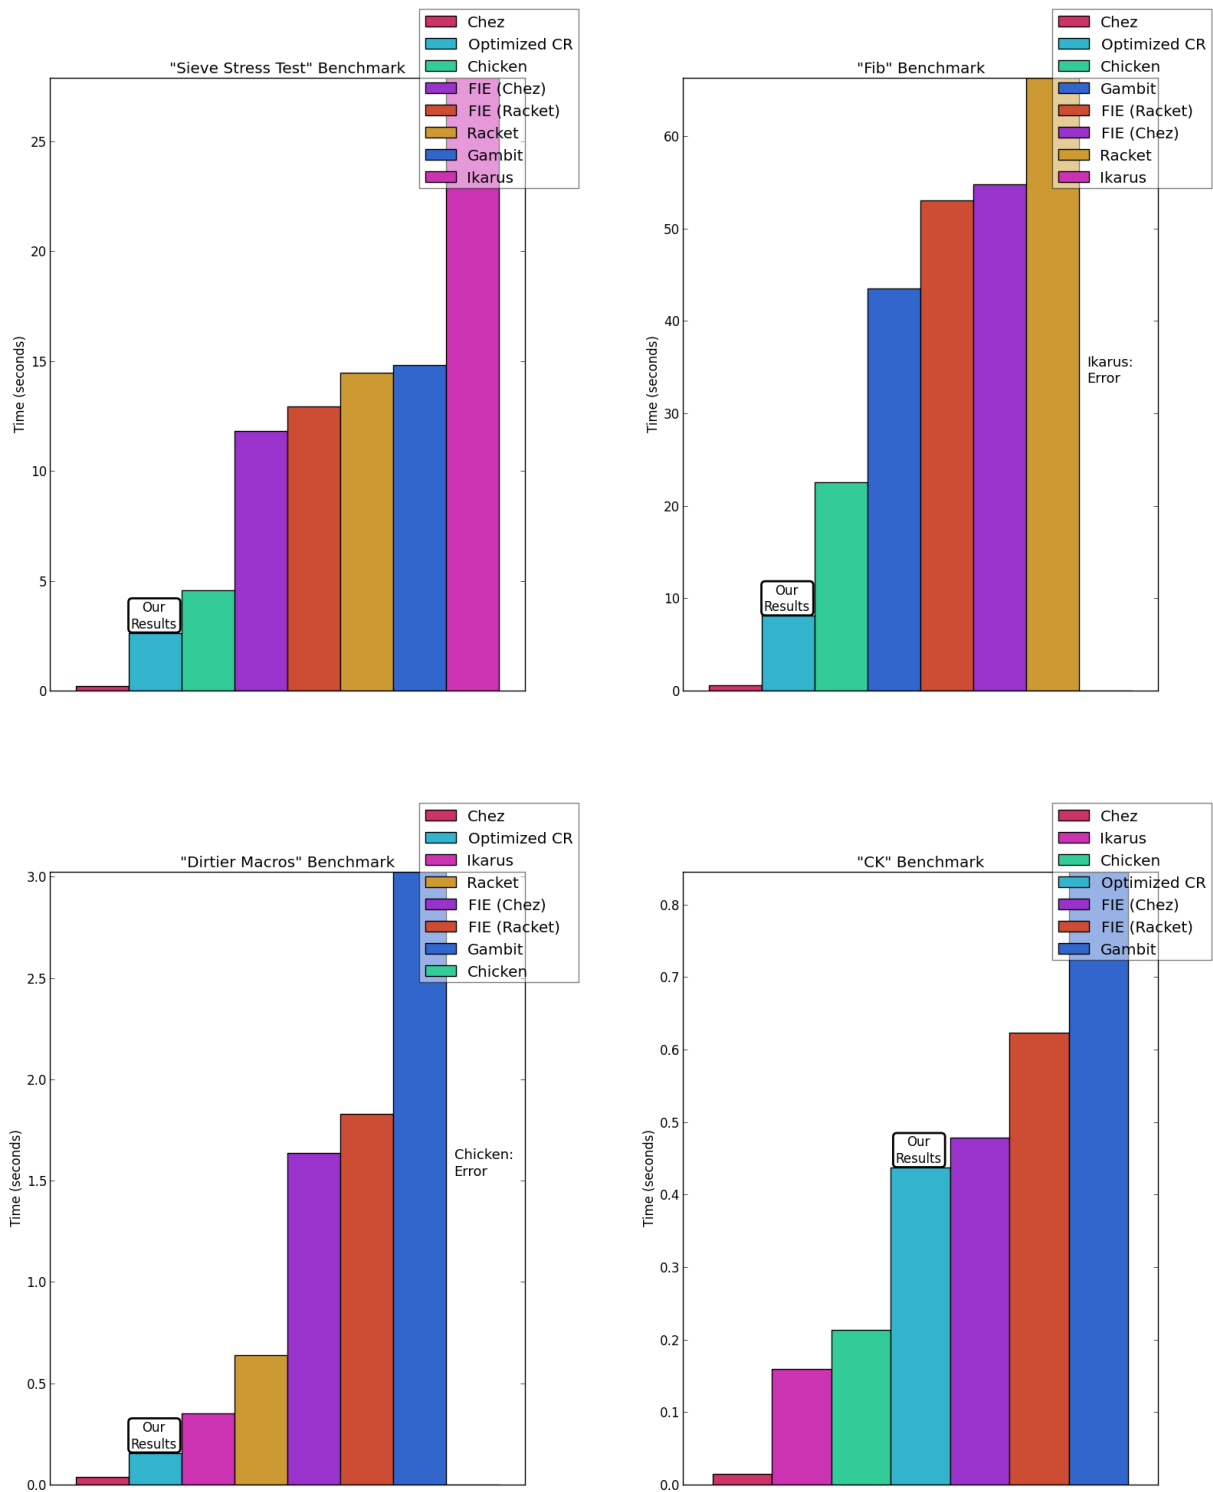 "Sieve Stress Test" Benchmark
Chez
Optimized CR
Chicken
FIE (Chez)
FIE (Racket)
Racket
Gambit
Ikarus
Time (seconds)
25
20
15
10
5
0
Our
Results
"Fib" Benchmark
Chez
Optimized CR
Chicken
Gambit
FIE (Racket)
FIE (Chez)
Racket
Ikarus
Time (seconds)
60
50
40
30
20
10
0
Our
Results
Ikarus:
Error
"Dirtier Macros" Benchmark
Chez
Optimized CR
Ikarus
Racket
FIE (Chez)
FIE (Racket)
Gambit
Chicken
Time (seconds)
3.0
2.5
2.0
1.5
1.0
0.5
0.0
Our
Results
Chicken:
Error
"CK" Benchmark
Chez
Ikarus
Chicken
Optimized CR
FIE (Chez)
FIE (Racket)
Gambit
Time (seconds)
0.8
0.7
0.6
0.5
0.4
0.3
0.2
0.1
0.0
Our
Results